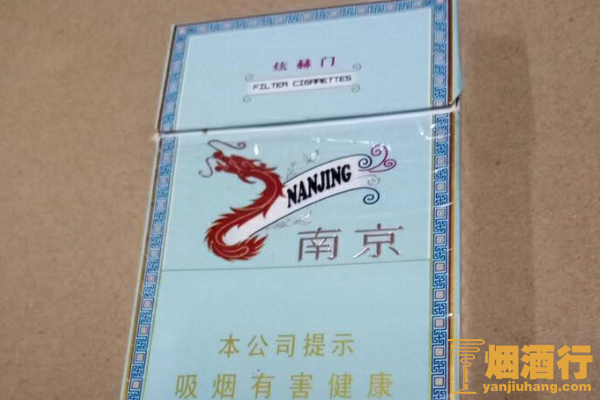 炫赫门
FILTER CIGARETTES
NANJING
南京
本公司提示
吸烟有害健康
烟酒行
yanjiuhang.com